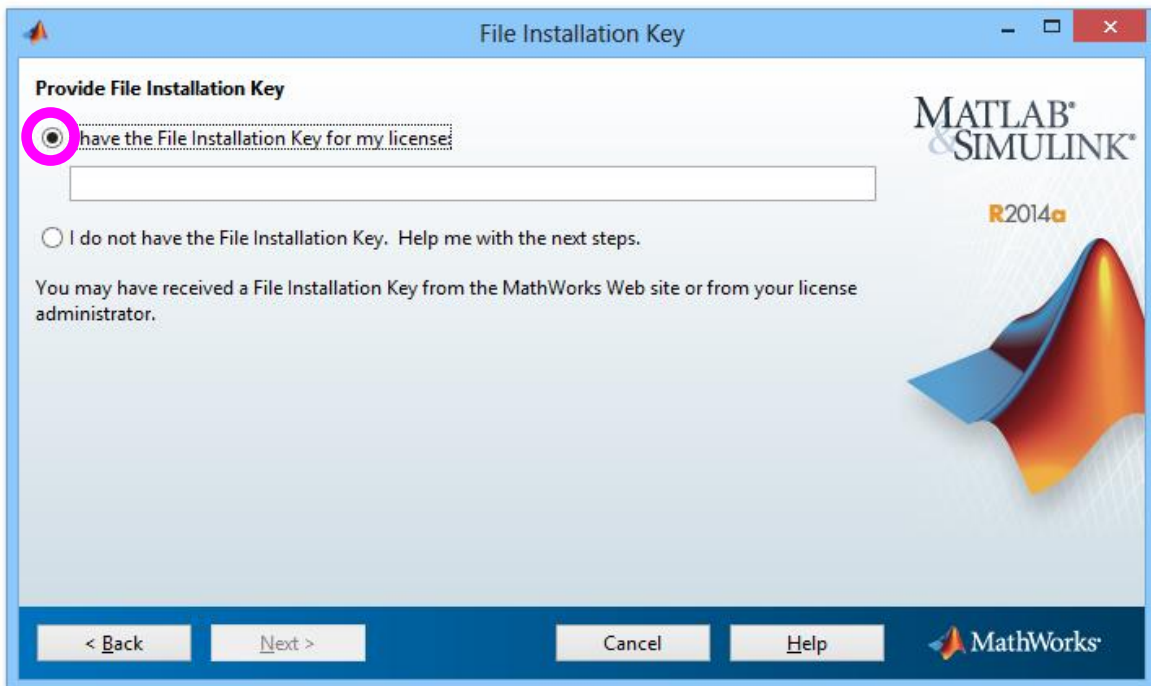 File Installation Key
Provide File Installation Key
have the File Installation Key for my license:
I do not have the File Installation Key. Help me with the next steps.
You may have received a File Installation Key from the MathWorks Web site or from your license
administrator.
MATLAB®
&SIMULINK®
R2014a
< Back
Next >
Cancel
Help
MathWorks®